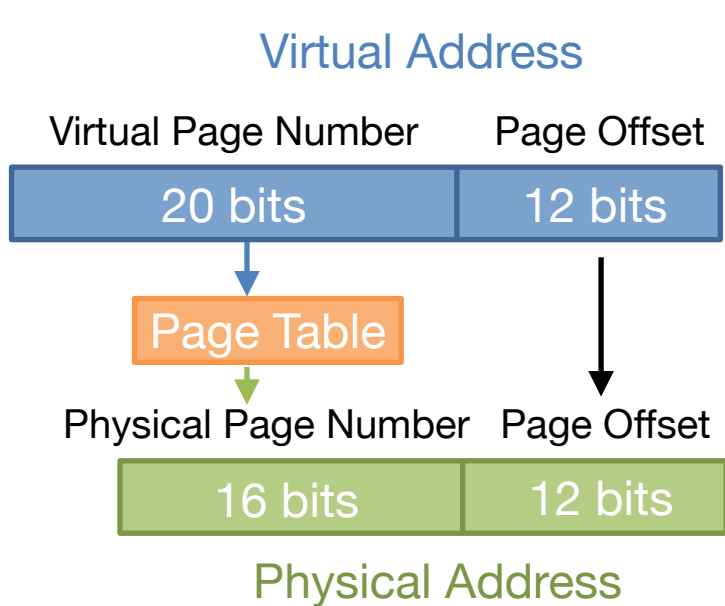 Virtual Address
Virtual Page Number Page Offset
20 bits 12 bits
Page Table
Physical Page Number Page Offset
16 bits 12 bits
Physical Address